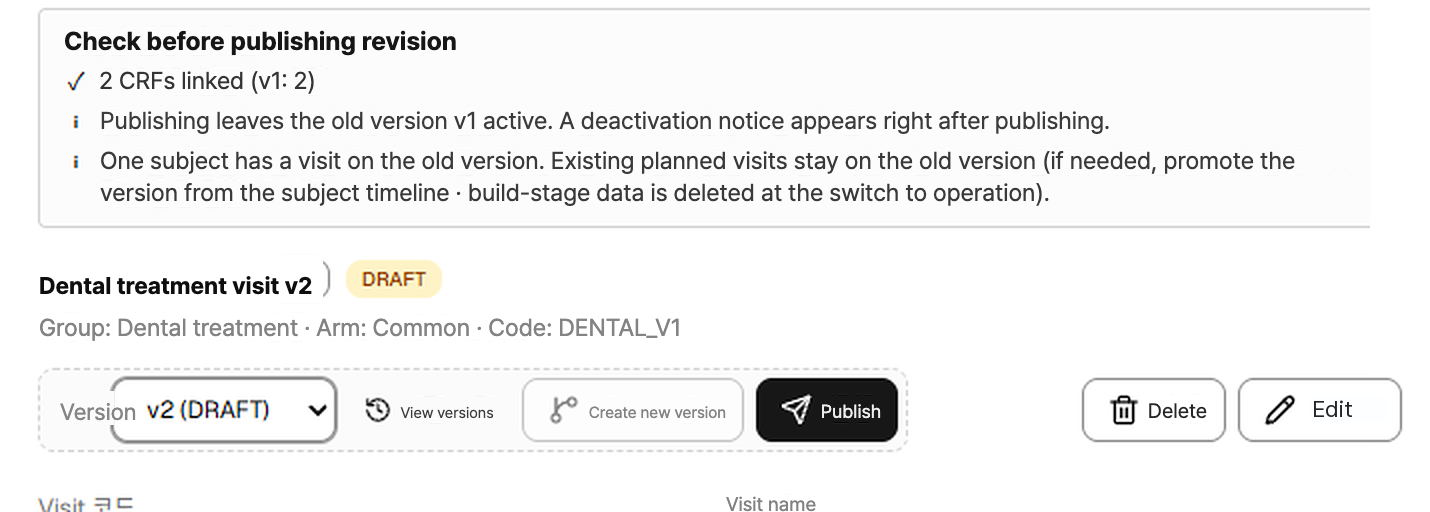 Check before publishing revision
✓ 2 CRFs linked (v1: 2)
i Publishing leaves the old version v1 active. A deactivation notice appears right after publishing.
i One subject has a visit on the old version. Existing planned visits stay on the old version (if needed, promote the
version from the subject timeline · build-stage data is deleted at the switch to operation).
Dental treatment visit v2 ) DRAFT
Group: Dental treatment · Arm: Common · Code: DENTAL_V1
Version v2 (DRAFT) View versions Create new version Publish Delete Edit
Visit 코드 Visit name